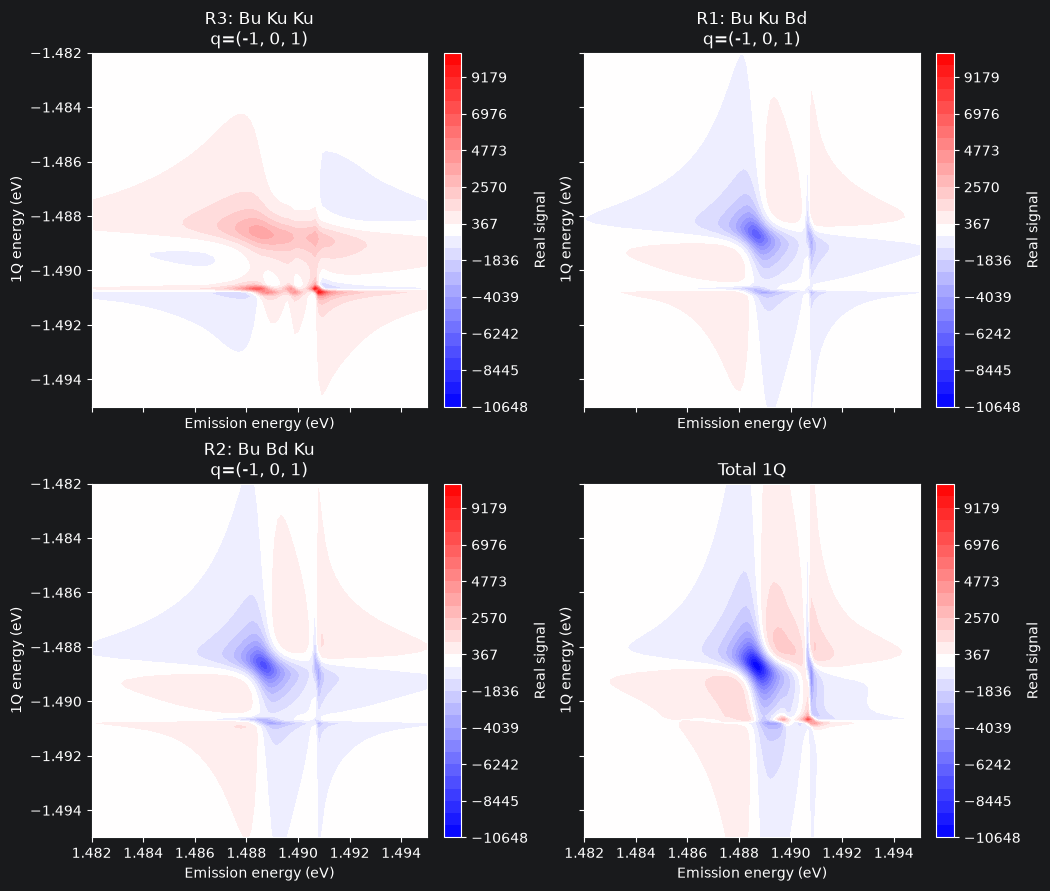 R3: Bu Ku Ku
q=(-1, 0, 1)
−1.482
−1.484
−1.486
−1.488
−1.490
−1.492
−1.494
1Q energy (eV)
Emission energy (eV)
9179
6976
4773
2570
367
−1836
−4039
−6242
−8445
−10648
Real signal
R1: Bu Ku Bd
q=(-1, 0, 1)
1Q energy (eV)
Emission energy (eV)
9179
6976
4773
2570
367
−1836
−4039
−6242
−8445
−10648
Real signal
R2: Bu Bd Ku
q=(-1, 0, 1)
−1.482
−1.484
−1.486
−1.488
−1.490
−1.492
−1.494
1Q energy (eV)
1.482 1.484 1.486 1.488 1.490 1.492 1.494
Emission energy (eV)
9179
6976
4773
2570
367
−1836
−4039
−6242
−8445
−10648
Real signal
Total 1Q
1Q energy (eV)
1.482 1.484 1.486 1.488 1.490 1.492 1.494
Emission energy (eV)
9179
6976
4773
2570
367
−1836
−4039
−6242
−8445
−10648
Real signal